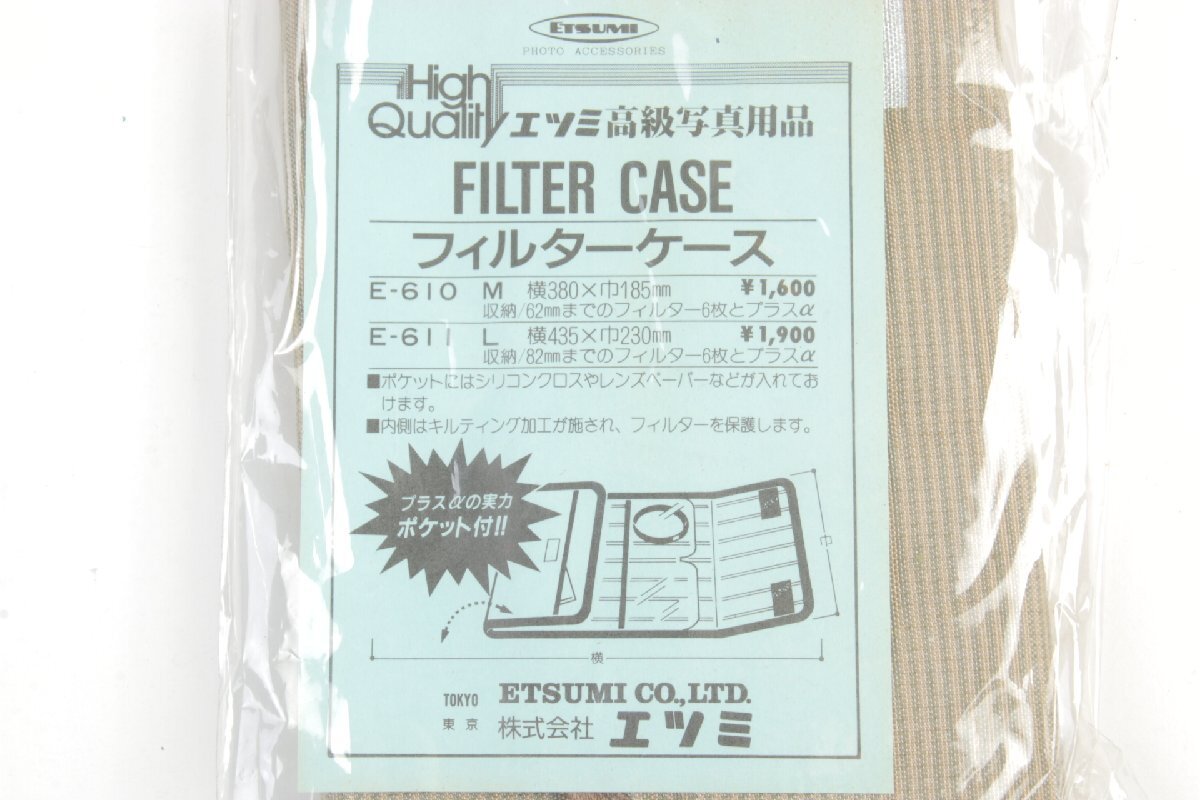 ETSUMI
PHOTO ACCESSORIES
High
Quality エツミ高級写真用品
FILTER CASE
フィルターケース
E-610 M 横380×巾185㎜ ¥1,600
収納/62㎜までのフィルター6枚とプラスα
E-611 L 横435×巾230㎜ ¥1,900
収納/82㎜までのフィルター6枚とプラスα
■ポケットにはシリコンクロスやレンズペーパーなどが入れてお
けます。
■内側はキルティング加工が施され、フィルターを保護します。
プラスαの実力
ポケット付!!
巾
横
TOKYO ETSUMI CO.,LTD.
東京 株式会社 エツミ